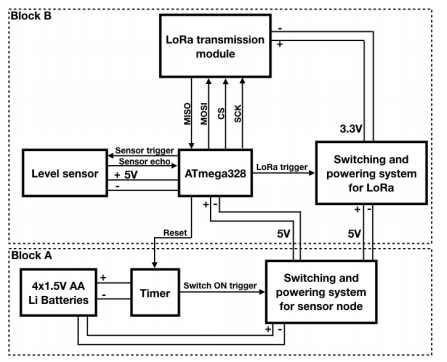 Block B
LoRa transmission
module
-
+
MISO
MOSI
CS
SCK
3.3V
Sensor trigger
Sensor echo
+ 5V
-
Level sensor
ATmega328
LoRa trigger
Switching and
powering system
for LoRa
+ -
5V
5V
+ -
Reset
Block A
4x1.5V AA
Li Batteries
+
-
Timer
Switch ON trigger
Switching and
powering system
for sensor node
+ -